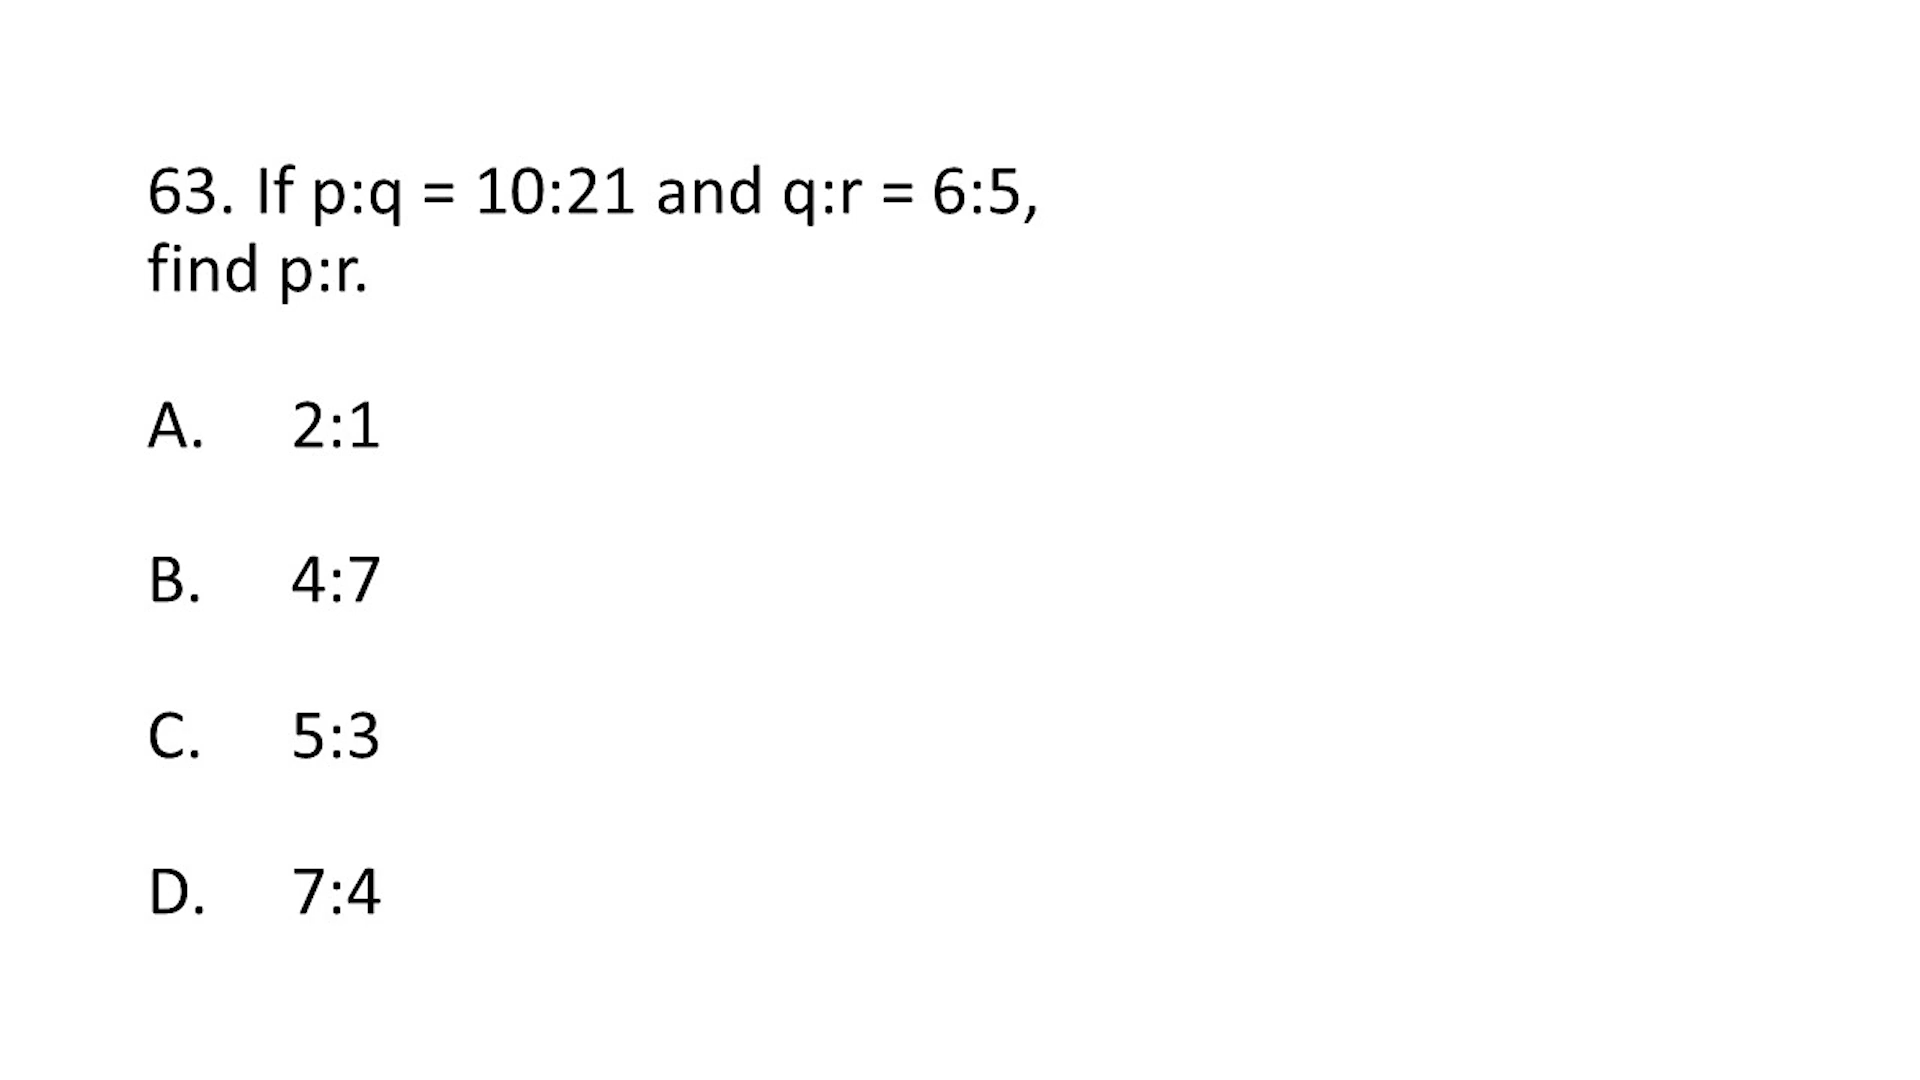 63. If p:q = 10:21 and q:r = 6:5,
find p:r.
A. 2:1
B. 4:7
C. 5:3
D. 7:4